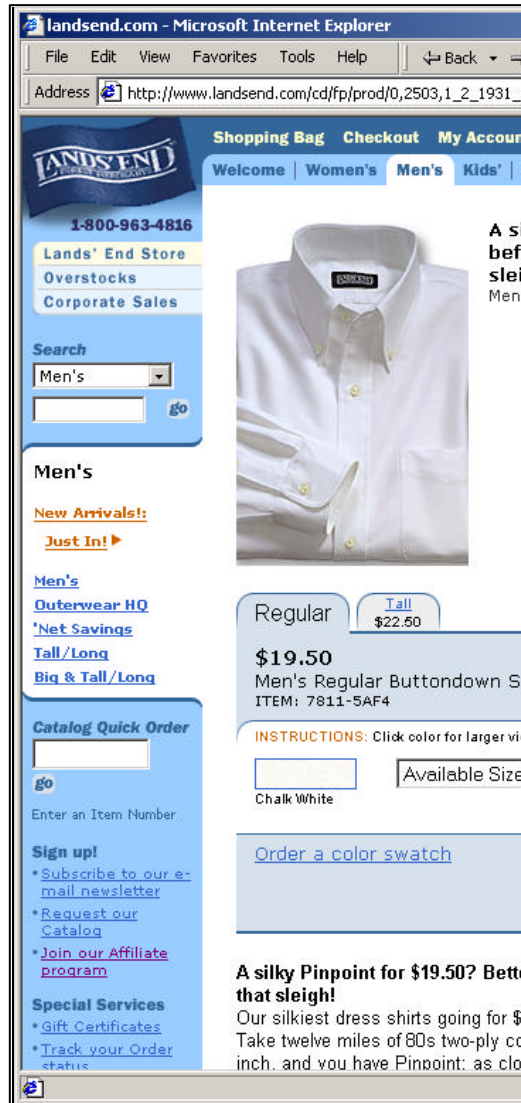 landsend.com - Microsoft Internet Explorer
File Edit View Favorites Tools Help Back
Address http://www.landsend.com/cd/fp/prod/0,2503,1_2_1931_
LANDS' END
DIRECT MERCHANTS
1-800-963-4816
Shopping Bag Checkout My Accoun
Welcome | Women's Men's Kids' |
Lands' End Store
Overstocks
Corporate Sales
Search
Men's
go
A s
bef
slei
Men
LANDS' END
Men's
New Arrivals!:
Just In!
Men's
Outerwear HQ
'Net Savings
Tall/Long
Big & Tall/Long
Regular
Tall
$22.50
$19.50
Men's Regular Buttondown S
ITEM: 7811-5AF4
INSTRUCTIONS: Click color for larger vi
Available Size
Chalk White
Order a color swatch
Catalog Quick Order
go
Enter an Item Number
Sign up!
• Subscribe to our e-
mail newsletter
• Request our
Catalog
• Join our Affiliate
program
Special Services
• Gift Certificates
• Track your Order
status
A silky Pinpoint for $19.50? Bette
that sleigh!
Our silkiest dress shirts going for $
Take twelve miles of 80s two-ply co
inch, and you have Pinpoint: as clo